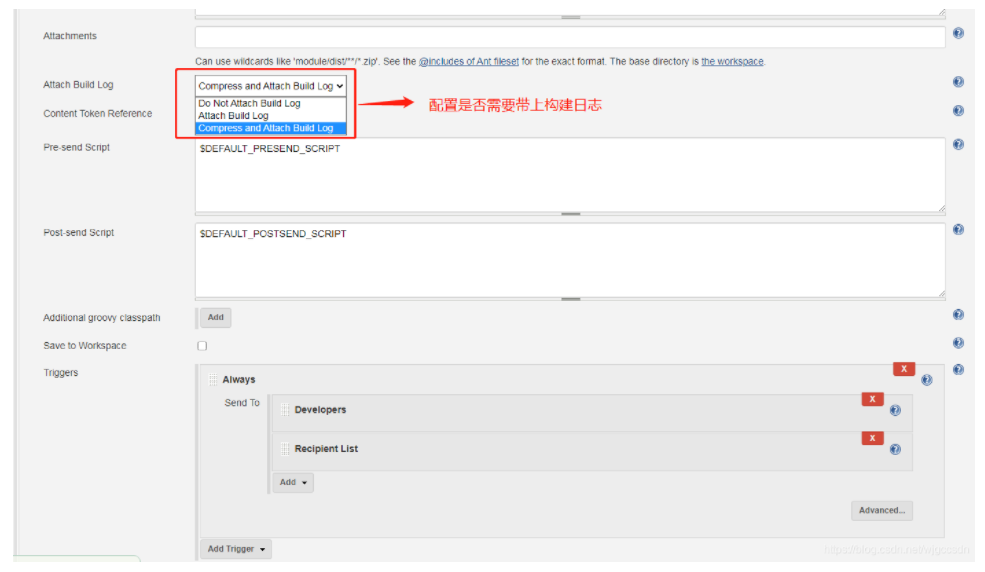 Attachments
Can use wildcards like 'module/dist/**/*.zip'. See the @includes of Ant fileset for the exact format. The base directory is the workspace.
Attach Build Log
Compress and Attach Build Log
Do Not Attach Build Log
Attach Build Log
Compress and Attach Build Log
配置是否需要带上构建日志
Content Token Reference
Pre-send Script
$DEFAULT_PRESEND_SCRIPT
Post-send Script
$DEFAULT_POSTSEND_SCRIPT
Additional groovy classpath
Add
Save to Workspace
Triggers
X
Always
Send To
X
Developers
X
Recipient List
Add
Advanced...
Add Trigger
https://blog.csdn.net/wjgccsdn